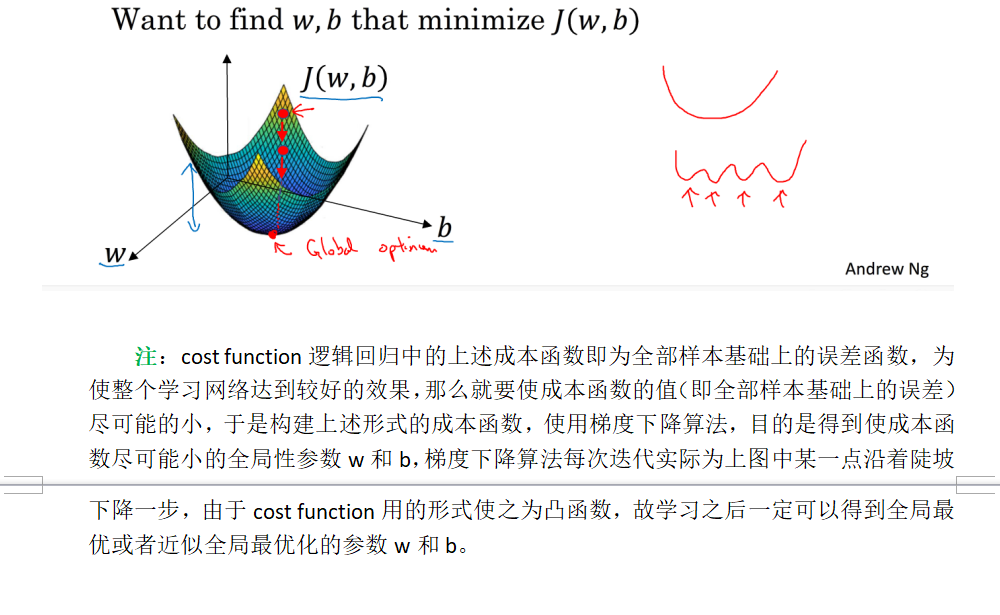 Want to find w, b that minimize J(w, b)
J(w, b)
b
w
Global optimum
Andrew Ng
注：cost function 逻辑回归中的上述成本函数即为全部样本基础上的误差函数，为
使整个学习网络达到较好的效果，那么就要使成本函数的值（即全部样本基础上的误差）
尽可能的小，于是构建上述形式的成本函数，使用梯度下降算法，目的是得到使成本函
数尽可能小的全局性参数 w 和 b，梯度下降算法每次迭代实际为上图中某一点沿着陡坡
下降一步，由于 cost function 用的形式使之为凸函数，故学习之后一定可以得到全局最
优或者近似全局最优化的参数 w 和 b。